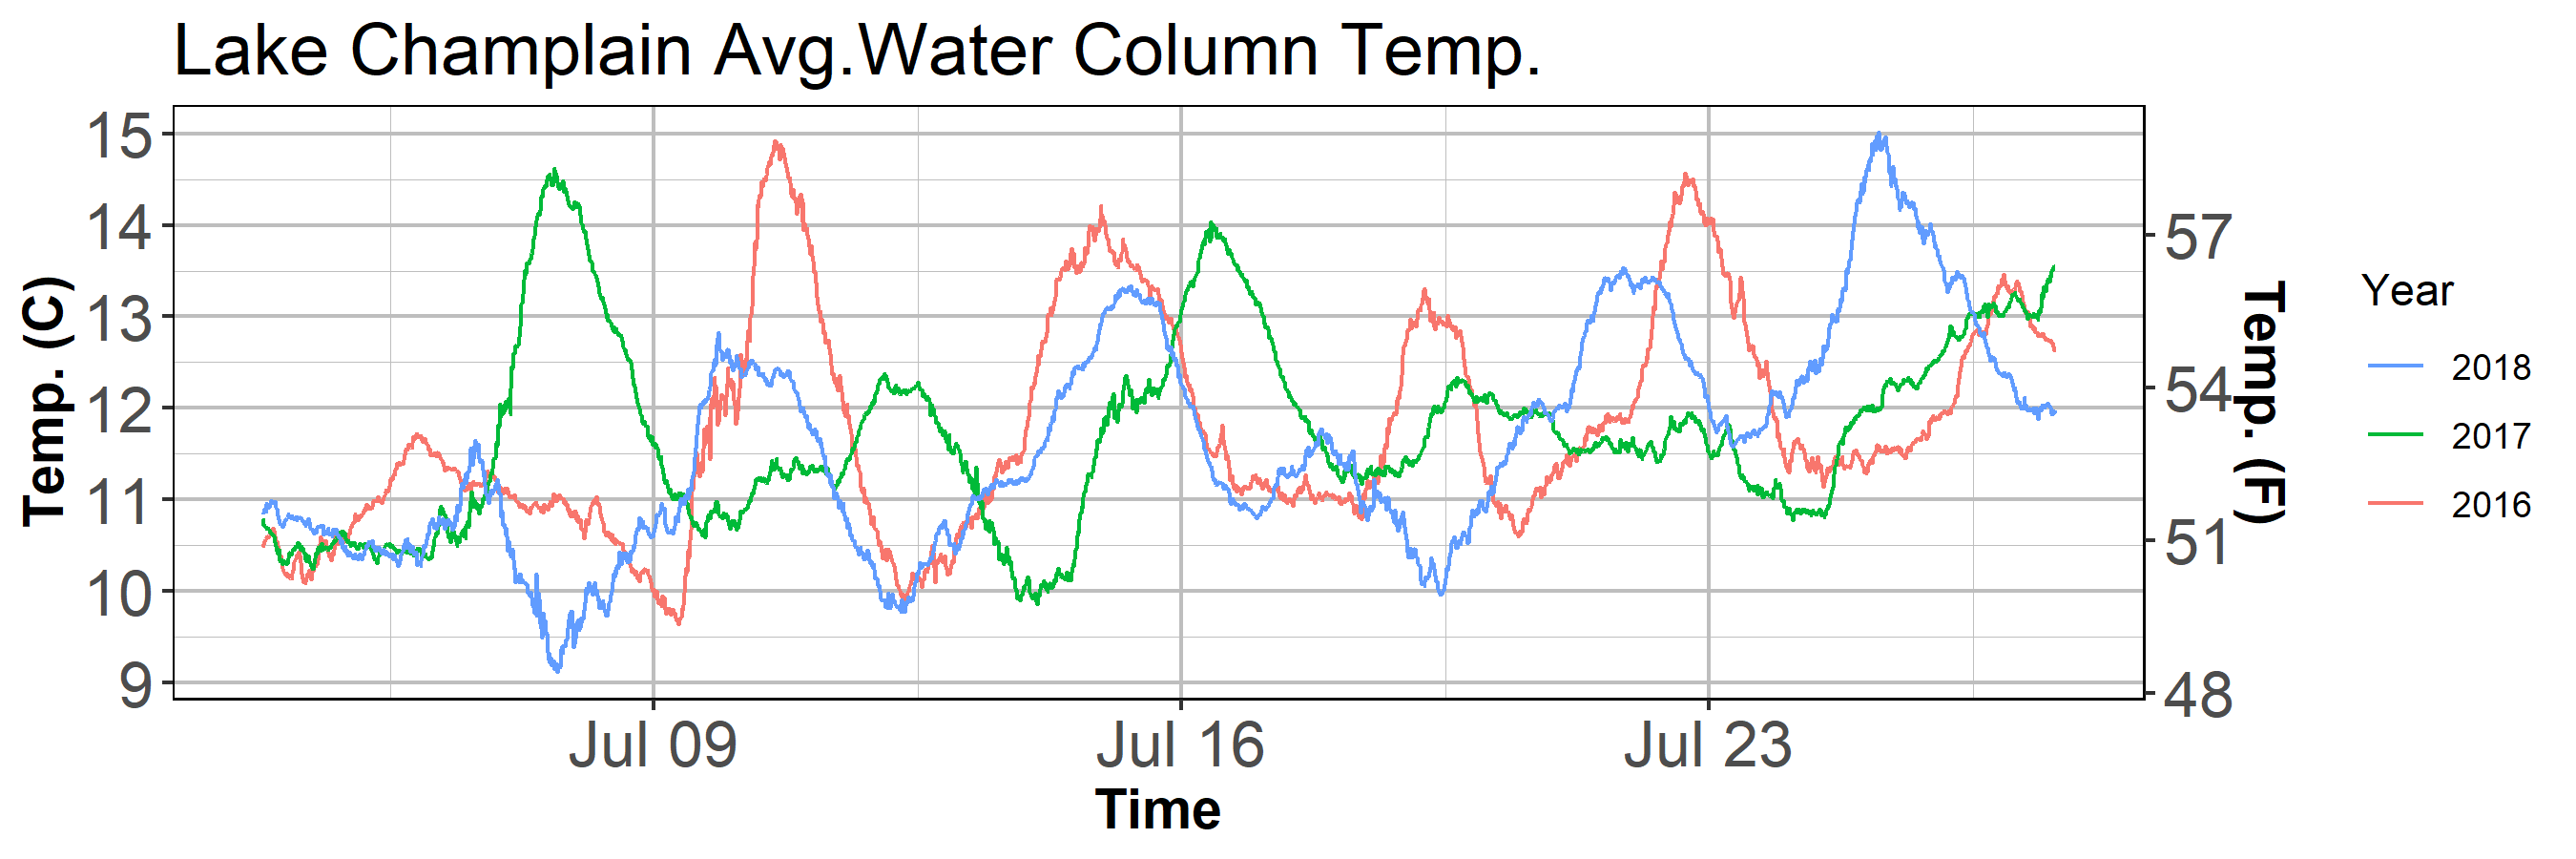 Lake Champlain Avg.Water Column Temp.
Temp. (C)
15
14
13
12
11
10
9
57
54
51
48
Temp. (F)
Jul 09
Jul 16
Jul 23
Time
Year
2018
2017
2016